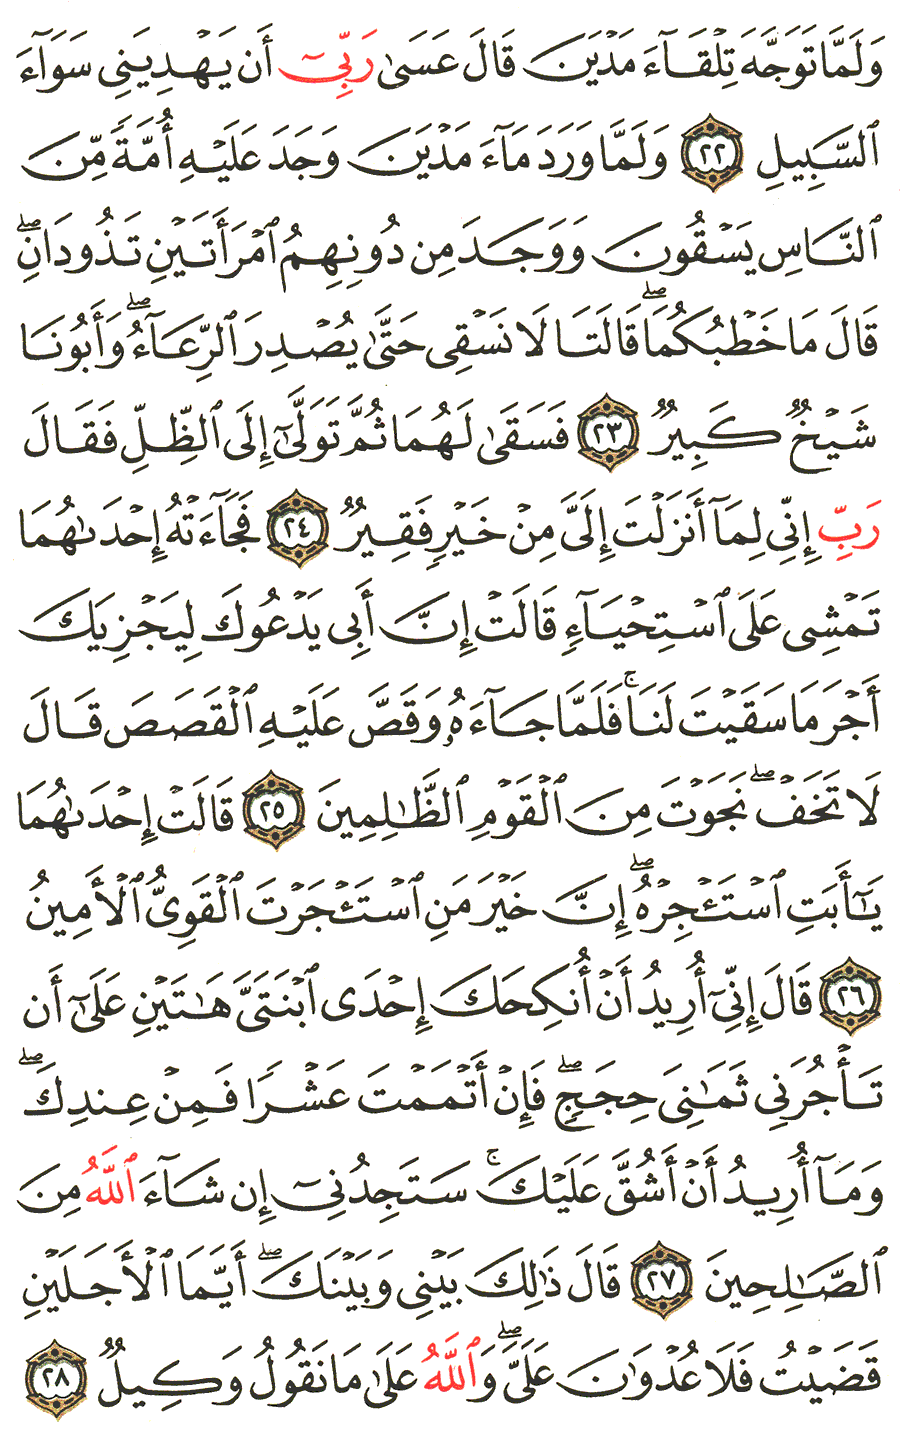 وَلَمَّا تَوَجَّهَ تِلْقَآءَ مَدْيَنَ قَالَ عَسَىٰ رَبِّىٓ أَن يَهْدِيَنِى سَوَآءَ
ٱلسَّبِيلِ ٢٢ وَلَمَّا وَرَدَ مَآءَ مَدْيَنَ وَجَدَ عَلَيْهِ أُمَّةً مِّنَ
ٱلنَّاسِ يَسْقُونَ وَوَجَدَ مِن دُونِهِمُ ٱمْرَأَتَيْنِ تَذُودَانِ ۖ
قَالَ مَا خَطْبُكُمَا ۖ قَالَتَا لَا نَسْقِى حَتَّىٰ يُصْدِرَ ٱلرِّعَآءُ ۖ وَأَبُونَا
شَيْخٌ كَبِيرٌ ٢٣ فَسَقَىٰ لَهُمَا ثُمَّ تَوَلَّىٰٓ إِلَى ٱلظِّلِّ فَقَالَ
رَبِّ إِنِّى لِمَآ أَنزَلْتَ إِلَىَّ مِنْ خَيْرٍ فَقِيرٌ ٢٤ فَجَآءَتْهُ إِحْدَىٰهُمَا
تَمْشِى عَلَى ٱسْتِحْيَآءٍ قَالَتْ إِنَّ أَبِى يَدْعُوكَ لِيَجْزِيَكَ
أَجْرَ مَا سَقَيْتَ لَنَا ۚ فَلَمَّا جَآءَهُۥ وَقَصَّ عَلَيْهِ ٱلْقَصَصَ قَالَ
لَا تَخَفْ ۖ نَجَوْتَ مِنَ ٱلْقَوْمِ ٱلظَّـٰلِمِينَ ٢٥ قَالَتْ إِحْدَىٰهُمَا
يَـٰٓأَبَتِ ٱسْتَـْٔجِرْهُ ۖ إِنَّ خَيْرَ مَنِ ٱسْتَـْٔجَرْتَ ٱلْقَوِىُّ ٱلْأَمِينُ
٢٦ قَالَ إِنِّىٓ أُرِيدُ أَنْ أُنكِحَكَ إِحْدَى ٱبْنَتَىَّ هَـٰتَيْنِ عَلَىٰٓ أَن
تَأْجُرَنِى ثَمَـٰنِىَ حِجَجٍ ۖ فَإِنْ أَتْمَمْتَ عَشْرًا فَمِنْ عِندِكَ ۖ
وَمَآ أُرِيدُ أَنْ أَشُقَّ عَلَيْكَ ۚ سَتَجِدُنِىٓ إِن شَآءَ ٱللَّهُ مِنَ
ٱلصَّـٰلِحِينَ ٢٧ قَالَ ذَٰلِكَ بَيْنِى وَبَيْنَكَ ۖ أَيَّمَا ٱلْأَجَلَيْنِ
قَضَيْتُ فَلَا عُدْوَٰنَ عَلَىَّ ۖ وَٱللَّهُ عَلَىٰ مَا نَقُولُ وَكِيلٌ ٢٨